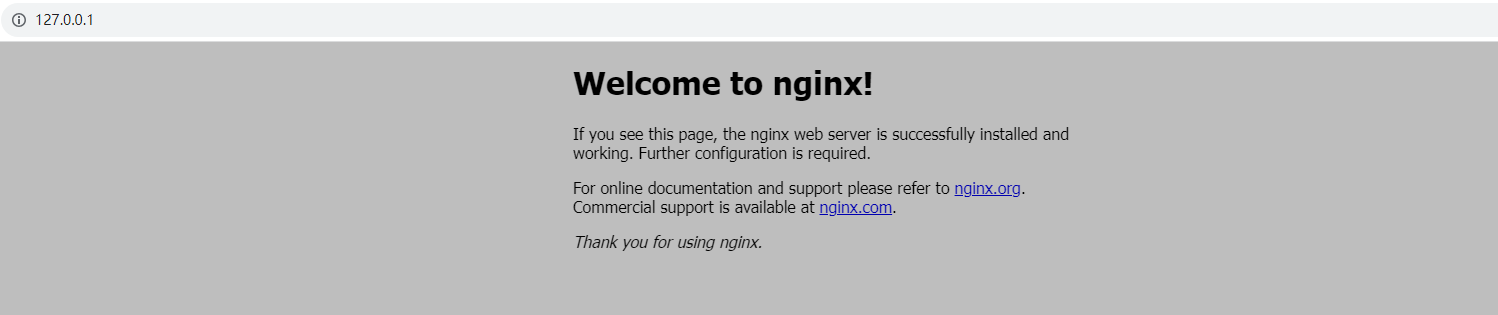 127.0.0.1
Welcome to nginx!
If you see this page, the nginx web server is successfully installed and
working. Further configuration is required.
For online documentation and support please refer to nginx.org.
Commercial support is available at nginx.com.
Thank you for using nginx.